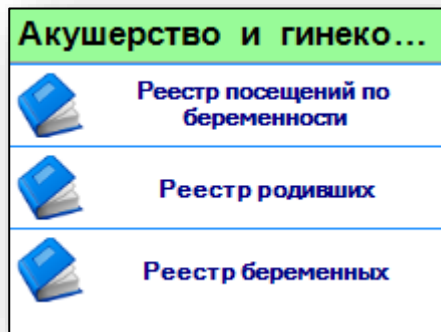 Акушерство и гинеко...
Реестр посещений по
беременности
Реестр родивших
Реестр беременных